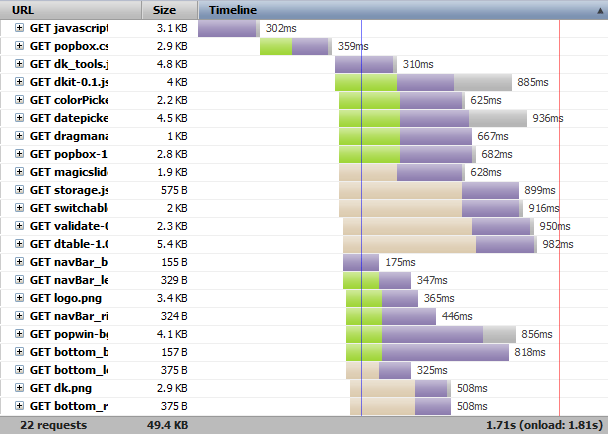 URL Size Timeline
GET javascript 3.1 KB 302ms
GET popbox.cs 2.9 KB 359ms
GET dk_tools.j 4.8 KB 310ms
GET dkit-0.1.js 4 KB 885ms
GET colorPicke 2.2 KB 625ms
GET datepicke 4.5 KB 936ms
GET dragmana 1 KB 667ms
GET popbox-1 2.8 KB 682ms
GET magicslide 1.9 KB 628ms
GET storage.js 575 B 899ms
GET switchabl 2 KB 916ms
GET validate-0 2.3 KB 950ms
GET dtable-1.0 5.4 KB 982ms
GET navBar_b 155 B 175ms
GET navBar_le 329 B 347ms
GET logo.png 3.4 KB 365ms
GET navBar_ri 324 B 446ms
GET popwin-bg 4.1 KB 856ms
GET bottom_b 157 B 818ms
GET bottom_le 375 B 325ms
GET dk.png 2.9 KB 508ms
GET bottom_r 375 B 508ms
22 requests 49.4 KB 1.71s (onload: 1.81s)